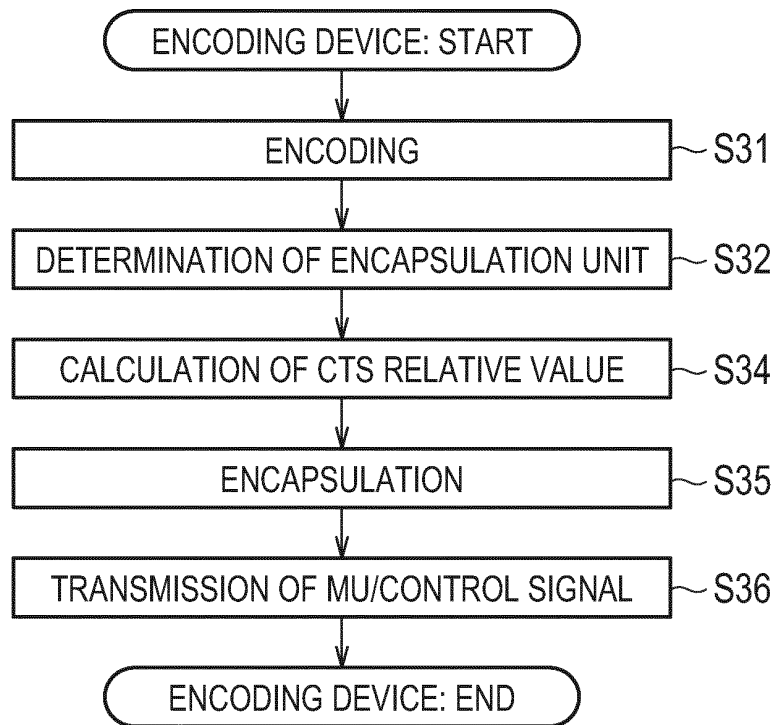 ENCODING DEVICE: START
ENCODING
S31
DETERMINATION OF ENCAPSULATION UNIT
S32
CALCULATION OF CTS RELATIVE VALUE
S34
ENCAPSULATION
S35
TRANSMISSION OF MU/CONTROL SIGNAL
S36
ENCODING DEVICE: END